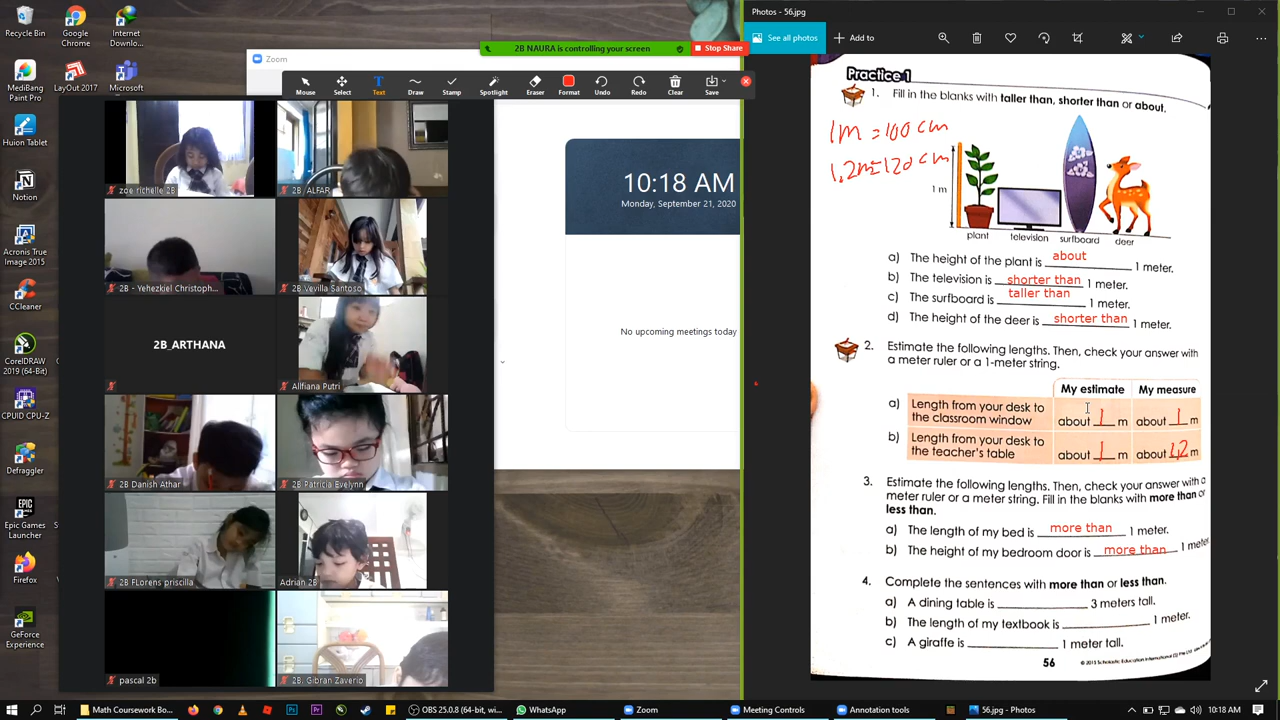 Recycle Bin
Google Chrome
Internet Downlo...
MediBang Paint Pro
LayOut 2017
Microsoft Teams
Huion Tablet
Notion
Acronis True Image 2015
CCleaner
CorelDRAW 2019 (64-Bit)
CPUID CPU-Z
Defraggler
Epic Games Launcher
Firefox
GeForce Experience
Zoom
2B NAURA is controlling your screen
Stop Share
Mouse
Select
Text
Draw
Stamp
Spotlight
Eraser
Format
Undo
Redo
Clear
Save
zoe richelle 2B
2B ALFAR
2B - Yehezkiel Christoph...
2B Vevilla Santoso
2B_ARTHANA
Allfiana Putri
2B Danish Athar
2B Patricia Evelynn
2B FLorens priscilla
Adrian 2B
pascal 2b
2B. Gibran Zaverio
10:18 AM
Monday, September 21, 2020
No upcoming meetings today
Photos - 56.jpg
See all photos
Add to
Practice 1
1. Fill in the blanks with taller than, shorter than or about.
1m = 100 cm
1,2m = 120 cm
1 m
plant
television
surfboard
deer
a) The height of the plant is about 1 meter.
b) The television is shorter than 1 meter.
c) The surfboard is taller than 1 meter.
d) The height of the deer is shorter than 1 meter.
2. Estimate the following lengths. Then, check your answer with
a meter ruler or a 1-meter string.
My estimate My measure
a) Length from your desk to
the classroom window about 1 m about 1 m
b) Length from your desk to
the teacher's table about 1 m about 1,2 m
3. Estimate the following lengths. Then, check your answer with a
meter ruler or a meter string. Fill in the blanks with more than or
less than.
a) The length of my bed is more than 1 meter.
b) The height of my bedroom door is more than 1 meter
4. Complete the sentences with more than or less than.
a) A dining table is ____________ 3 meters tall.
b) The length of my textbook is ____________ 1 meter.
c) A giraffe is ____________ 1 meter tall.
56
Math Coursework Bo...
OBS 25.0.8 (64-bit, wi...
WhatsApp
Zoom
Meeting Controls
Annotation tools
56.jpg - Photos
10:18 AM